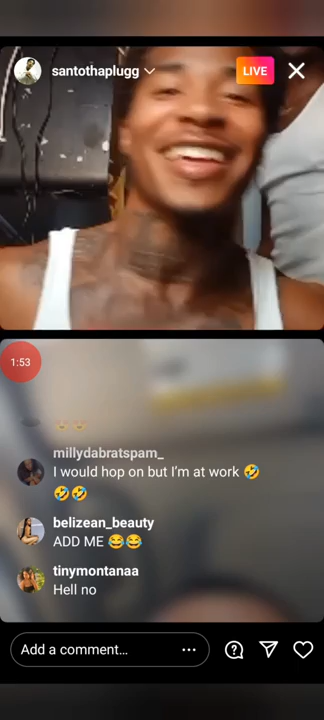 santothaplugg
LIVE
1:53
millydabratspam_
I would hop on but I'm at work 🤣
🤣🤣
belizean_beauty
ADD ME 😂😂
tinymontanaa
Hell no
Add a comment...